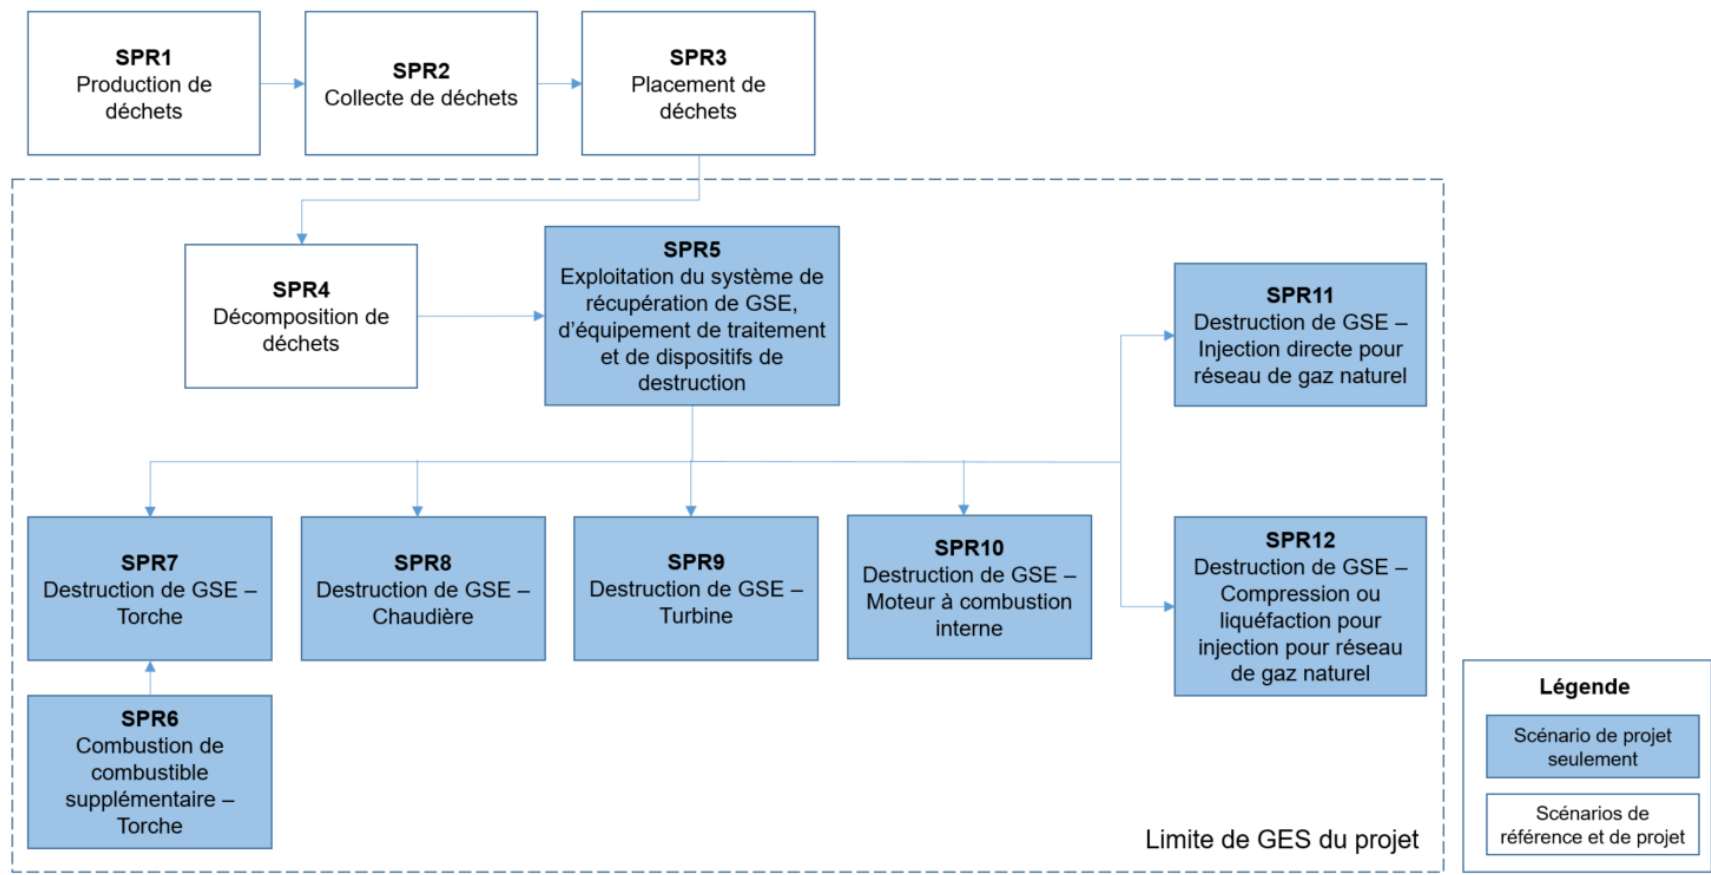 SPR1
Production de
déchets
SPR2
Collecte de déchets
SPR3
Placement de
déchets
SPR4
Décomposition de
déchets
SPR5
Exploitation du système de
récupération de GSE,
d'équipement de traitement
et de dispositifs de
destruction
SPR11
Destruction de GSE –
Injection directe pour
réseau de gaz naturel
SPR7
Destruction de GSE –
Torche
SPR8
Destruction de GSE –
Chaudière
SPR9
Destruction de GSE –
Turbine
SPR10
Destruction de GSE –
Moteur à combustion
interne
SPR12
Destruction de GSE –
Compression ou
liquéfaction pour
injection pour réseau
de gaz naturel
SPR6
Combustion de
combustible
supplémentaire –
Torche
Limite de GES du projet
Légende
Scénario de projet
seulement
Scénarios de
référence et de projet